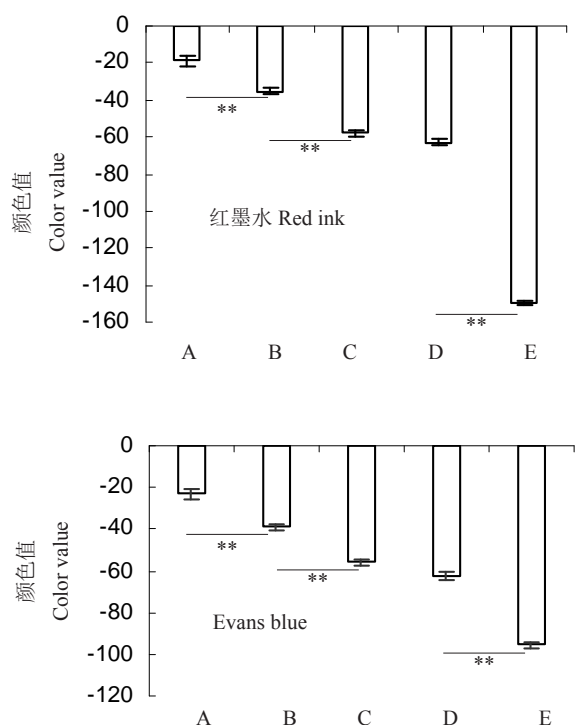 0
-20
-40
-60
-80
-100
-120
-140
-160
颜色值
Color value
**
**
**
红墨水 Red ink
A B C D E
0
-20
-40
-60
-80
-100
-120
颜色值
Color value
**
**
**
Evans blue
A B C D E